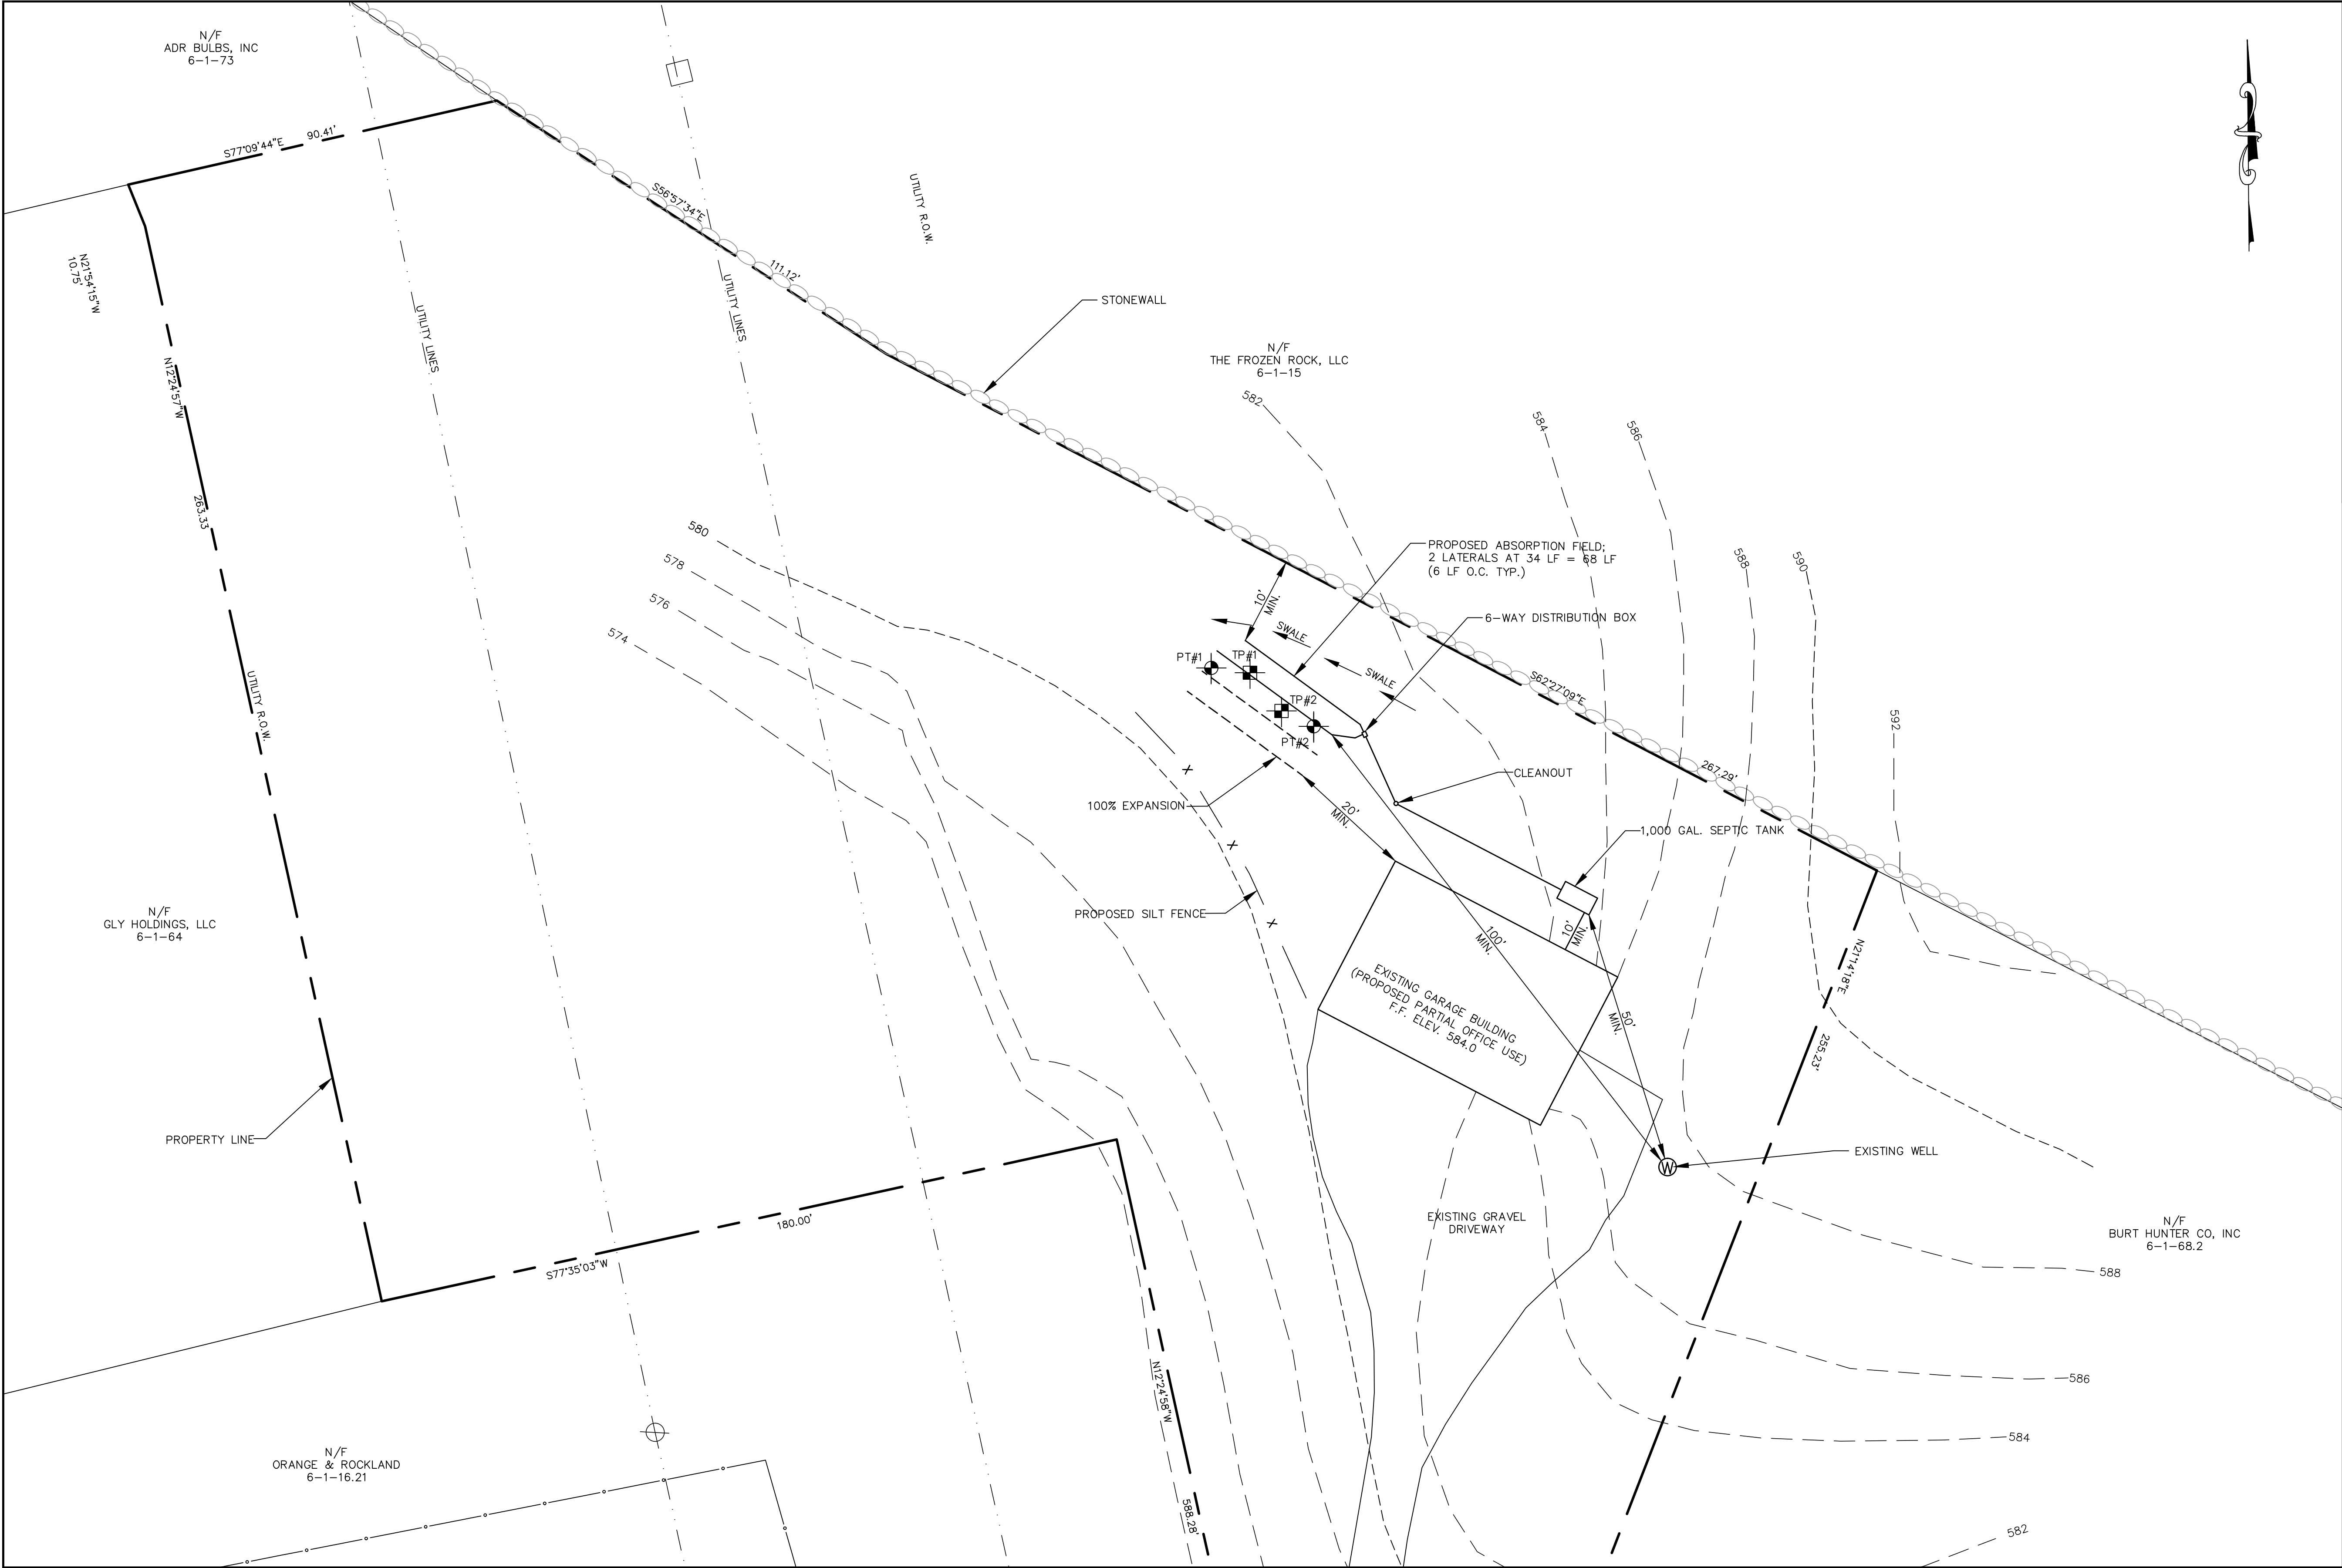 N/F
ADR BULBS, INC
6-1-73
S77°09'44"E
90.41'
N21°54'15"W
10.75'
N12°24'57"W
263.33
UTILITY R.O.W.
UTILITY LINES
UTILITY LINES
S56°57'34"E
111.12'
UTILITY R.O.W.
STONEWALL
N/F
THE FROZEN ROCK, LLC
6-1-15
582
584
586
588
590
592
580
578
576
574
PROPOSED ABSORPTION FIELD;
2 LATERALS AT 34 LF = 68 LF
(6 LF O.C. TYP.)
6-WAY DISTRIBUTION BOX
10'
MIN.
SWALE
SWALE
PT#1
TP#1
TP#2
PT#2
S62°27'09"E
267.29'
CLEANOUT
100% EXPANSION
20'
MIN.
1,000 GAL. SEPTIC TANK
PROPOSED SILT FENCE
100'
MIN.
10'
MIN.
50'
MIN.
EXISTING GARAGE BUILDING
(PROPOSED PARTIAL OFFICE USE)
F.F. ELEV. 584.0
N21°14'18"E
255.23'
N/F
GLY HOLDINGS, LLC
6-1-64
PROPERTY LINE
W
EXISTING WELL
EXISTING GRAVEL
DRIVEWAY
N/F
BURT HUNTER CO, INC
6-1-68.2
588
586
584
582
S77°35'03"W
180.00'
N12°24'58"W
588.28'
N/F
ORANGE & ROCKLAND
6-1-16.21